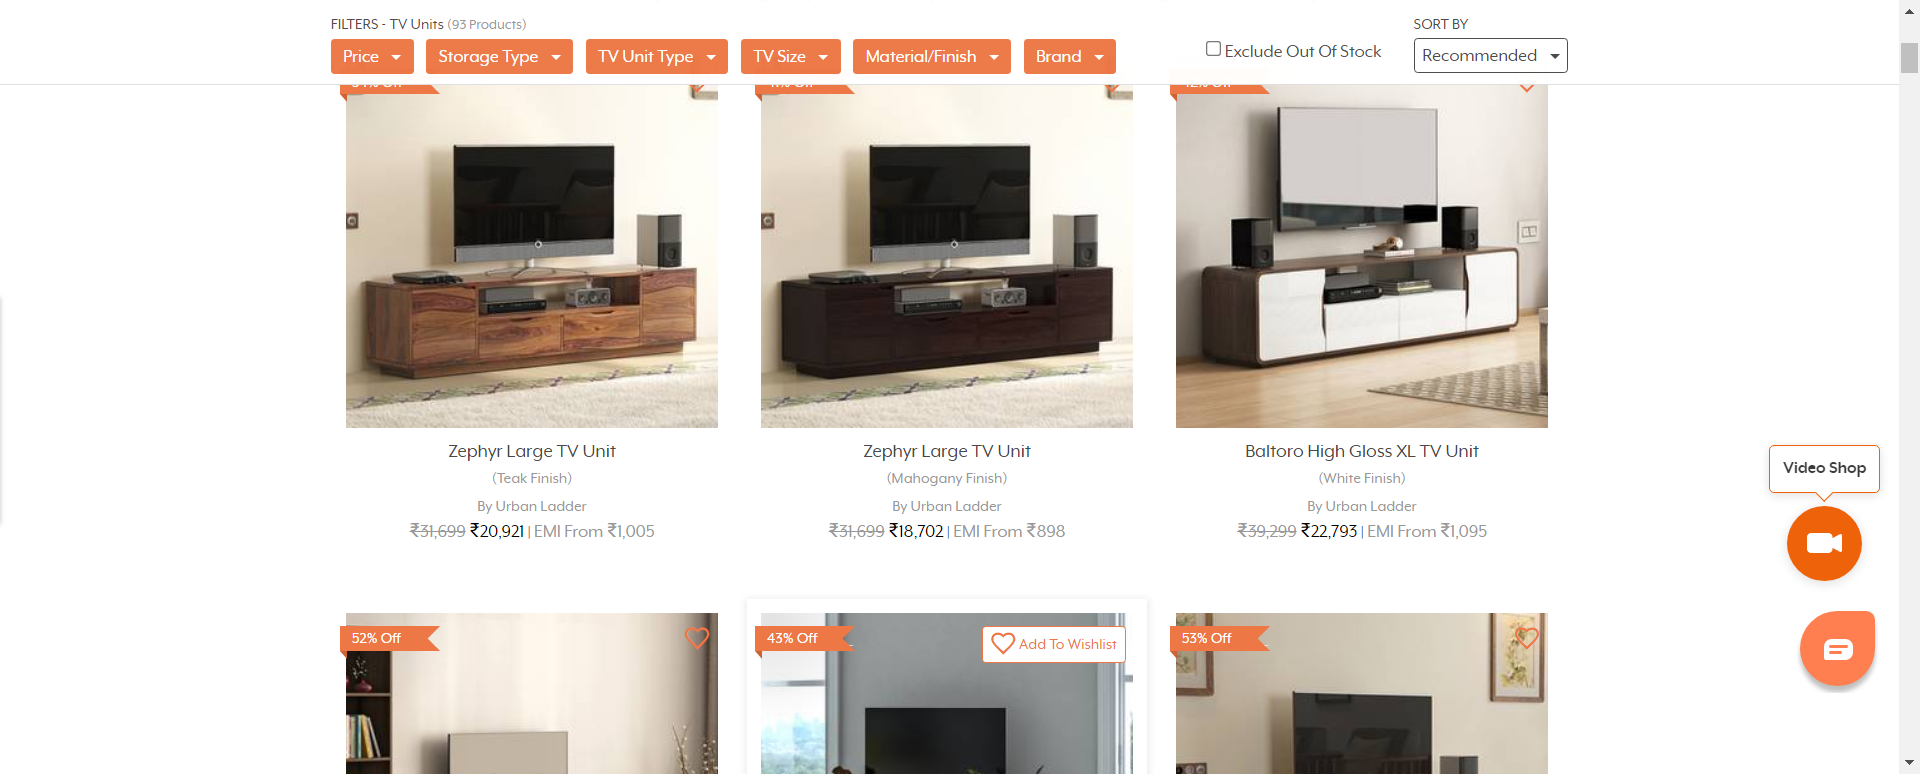 FILTERS - TV Units (93 Products)
SORT BY
Price
Storage Type
TV Unit Type
TV Size
Material/Finish
Brand
Exclude Out Of Stock
Recommended
Zephyr Large TV Unit
(Teak Finish)
By Urban Ladder
₹31,699 ₹20,921 | EMI From ₹1,005
Zephyr Large TV Unit
(Mahogany Finish)
By Urban Ladder
₹31,699 ₹18,702 | EMI From ₹898
Baltoro High Gloss XL TV Unit
(White Finish)
By Urban Ladder
₹39,299 ₹22,793 | EMI From ₹1,095
Video Shop
52% Off
43% Off
Add To Wishlist
53% Off